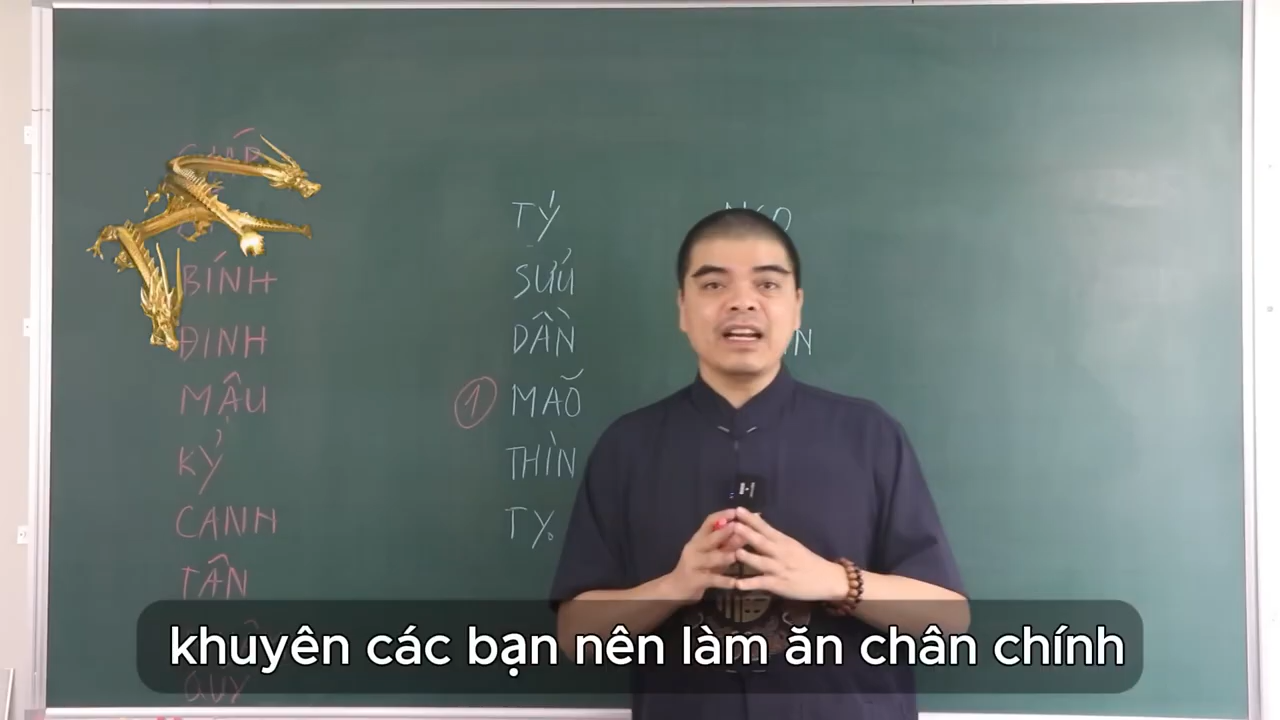 BÍNH
ĐINH
MẬU
KỶ
CANH
TÂN
QUÝ
TÝ
SỬU
DẦN
1 MÃO
THÌN
TỴ
khuyên các bạn nên làm ăn chân chính